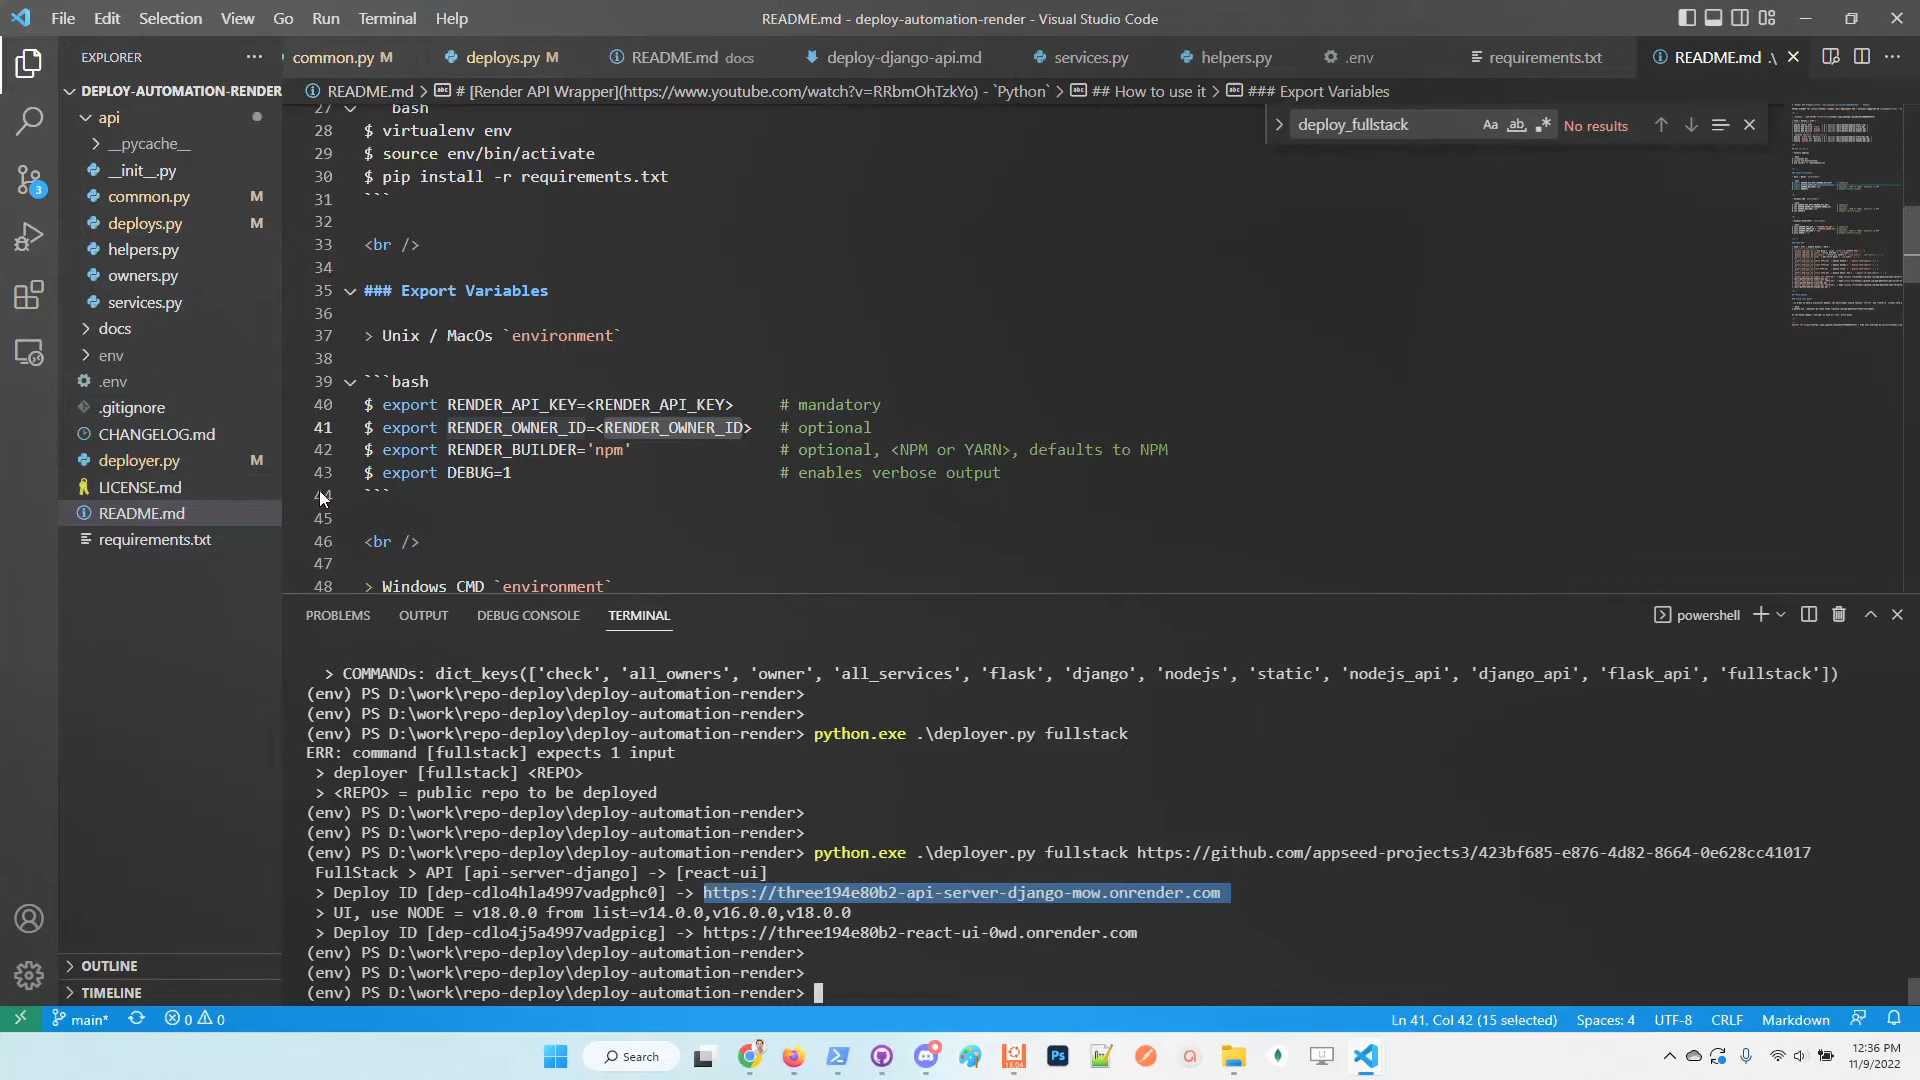 File Edit Selection View Go Run Terminal Help
README.md - deploy-automation-render - Visual Studio Code
EXPLORER
common.py M
deploys.py M
README.md docs
deploy-django-api.md
services.py
helpers.py
.env
requirements.txt
README.md .\
DEPLOY-AUTOMATION-RENDER
README.md > # [Render API Wrapper](https://www.youtube.com/watch?v=RRbmOhTzkYo) - `Python` > ## How to use it > ### Export Variables
deploy_fullstack
Aa ab
No results
api
__pycache__
__init__.py
common.py M
deploys.py M
helpers.py
owners.py
services.py
docs
env
.env
.gitignore
CHANGELOG.md
deployer.py M
LICENSE.md
README.md
requirements.txt
3
OUTLINE
TIMELINE
27 bash
28 $ virtualenv env
29 $ source env/bin/activate
30 $ pip install -r requirements.txt
31 ```
32
33 <br />
34
35 ### Export Variables
36
37 > Unix / MacOs `environment`
38
39 ```bash
40 $ export RENDER_API_KEY=<RENDER_API_KEY> # mandatory
41 $ export RENDER_OWNER_ID=<RENDER_OWNER_ID> # optional
42 $ export RENDER_BUILDER='npm' # optional, <NPM or YARN>, defaults to NPM
43 $ export DEBUG=1 # enables verbose output
44 ```
45
46 <br />
47
48 > Windows CMD `environment`
PROBLEMS OUTPUT DEBUG CONSOLE TERMINAL
powershell
> COMMANDs: dict_keys(['check', 'all_owners', 'owner', 'all_services', 'flask', 'django', 'nodejs', 'static', 'nodejs_api', 'django_api', 'flask_api', 'fullstack'])
(env) PS D:\work\repo-deploy\deploy-automation-render>
(env) PS D:\work\repo-deploy\deploy-automation-render>
(env) PS D:\work\repo-deploy\deploy-automation-render> python.exe .\deployer.py fullstack
ERR: command [fullstack] expects 1 input
> deployer [fullstack] <REPO>
> <REPO> = public repo to be deployed
(env) PS D:\work\repo-deploy\deploy-automation-render>
(env) PS D:\work\repo-deploy\deploy-automation-render>
(env) PS D:\work\repo-deploy\deploy-automation-render> python.exe .\deployer.py fullstack https://github.com/appseed-projects3/423bf685-e876-4d82-8664-0e628cc41017
FullStack > API [api-server-django] -> [react-ui]
> Deploy ID [dep-cdlo4hla4997vadgphc0] -> https://three194e80b2-api-server-django-mow.onrender.com
> UI, use NODE = v18.0.0 from list=v14.0.0,v16.0.0,v18.0.0
> Deploy ID [dep-cdlo4j5a4997vadgpicg] -> https://three194e80b2-react-ui-0wd.onrender.com
(env) PS D:\work\repo-deploy\deploy-automation-render>
(env) PS D:\work\repo-deploy\deploy-automation-render>
(env) PS D:\work\repo-deploy\deploy-automation-render>
main* 0 0
Ln 41, Col 42 (15 selected) Spaces: 4 UTF-8 CRLF Markdown
Search
Ps
12:36 PM
11/9/2022